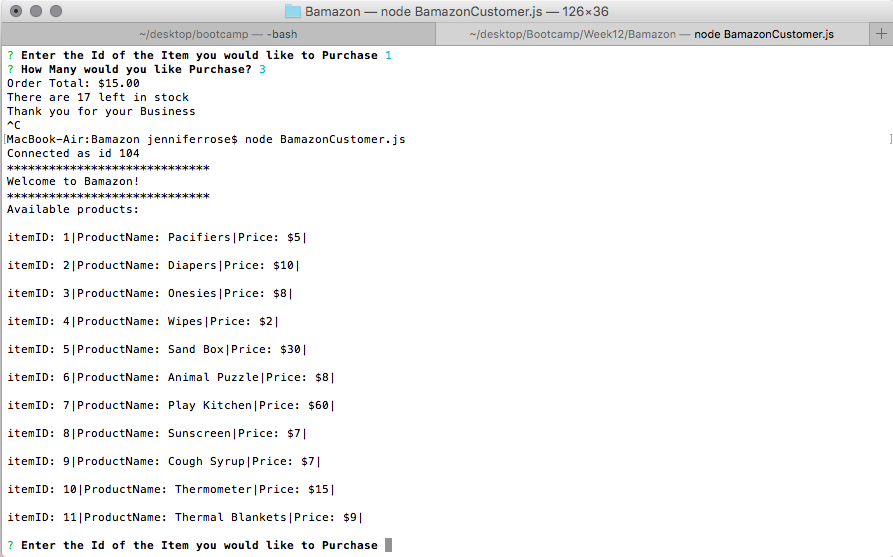 Bamazon — node BamazonCustomer.js — 126×36
~/desktop/bootcamp — -bash
~/desktop/Bootcamp/Week12/Bamazon — node BamazonCustomer.js
+
? Enter the Id of the Item you would like to Purchase 1
? How Many would you like Purchase? 3
Order Total: $15.00
There are 17 left in stock
Thank you for your Business
^C
[MacBook-Air:Bamazon jenniferrose$ node BamazonCustomer.js ]
Connected as id 104
*****************************
Welcome to Bamazon!
*****************************
Available products:
itemID: 1|ProductName: Pacifiers|Price: $5|
itemID: 2|ProductName: Diapers|Price: $10|
itemID: 3|ProductName: Onesies|Price: $8|
itemID: 4|ProductName: Wipes|Price: $2|
itemID: 5|ProductName: Sand Box|Price: $30|
itemID: 6|ProductName: Animal Puzzle|Price: $8|
itemID: 7|ProductName: Play Kitchen|Price: $60|
itemID: 8|ProductName: Sunscreen|Price: $7|
itemID: 9|ProductName: Cough Syrup|Price: $7|
itemID: 10|ProductName: Thermometer|Price: $15|
itemID: 11|ProductName: Thermal Blankets|Price: $9|
? Enter the Id of the Item you would like to Purchase